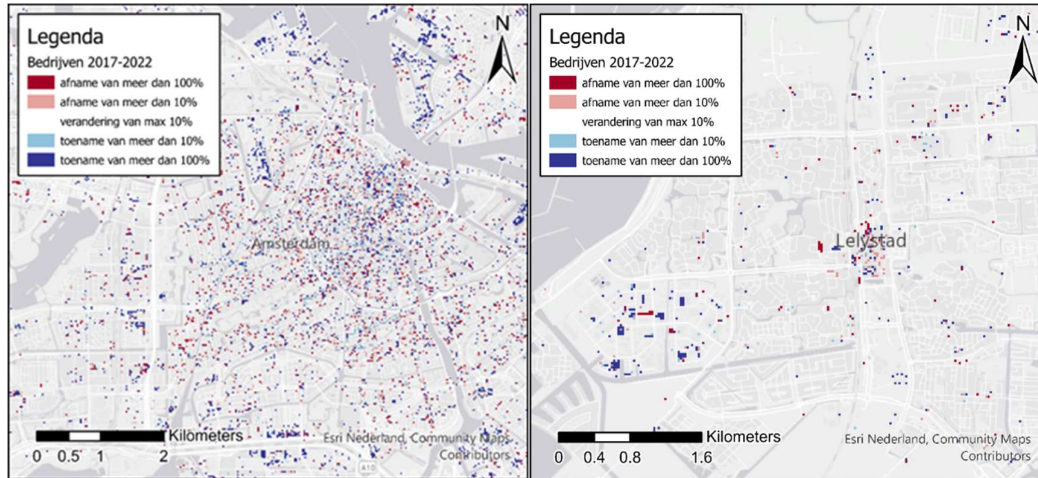 Legenda
Bedrijven 2017-2022
afname van meer dan 100%
afname van meer dan 10%
verandering van max 10%
toename van meer dan 10%
toename van meer dan 100%
N
Amsterdam
A10
Kilometers
0 0.5 1 2
Esri Nederland, Community Maps
Contributors
Legenda
Bedrijven 2017-2022
afname van meer dan 100%
afname van meer dan 10%
verandering van max 10%
toename van meer dan 10%
toename van meer dan 100%
N
Lelystad
Kilometers
0 0.4 0.8 1.6
Esri Nederland, Community Maps
Contributors